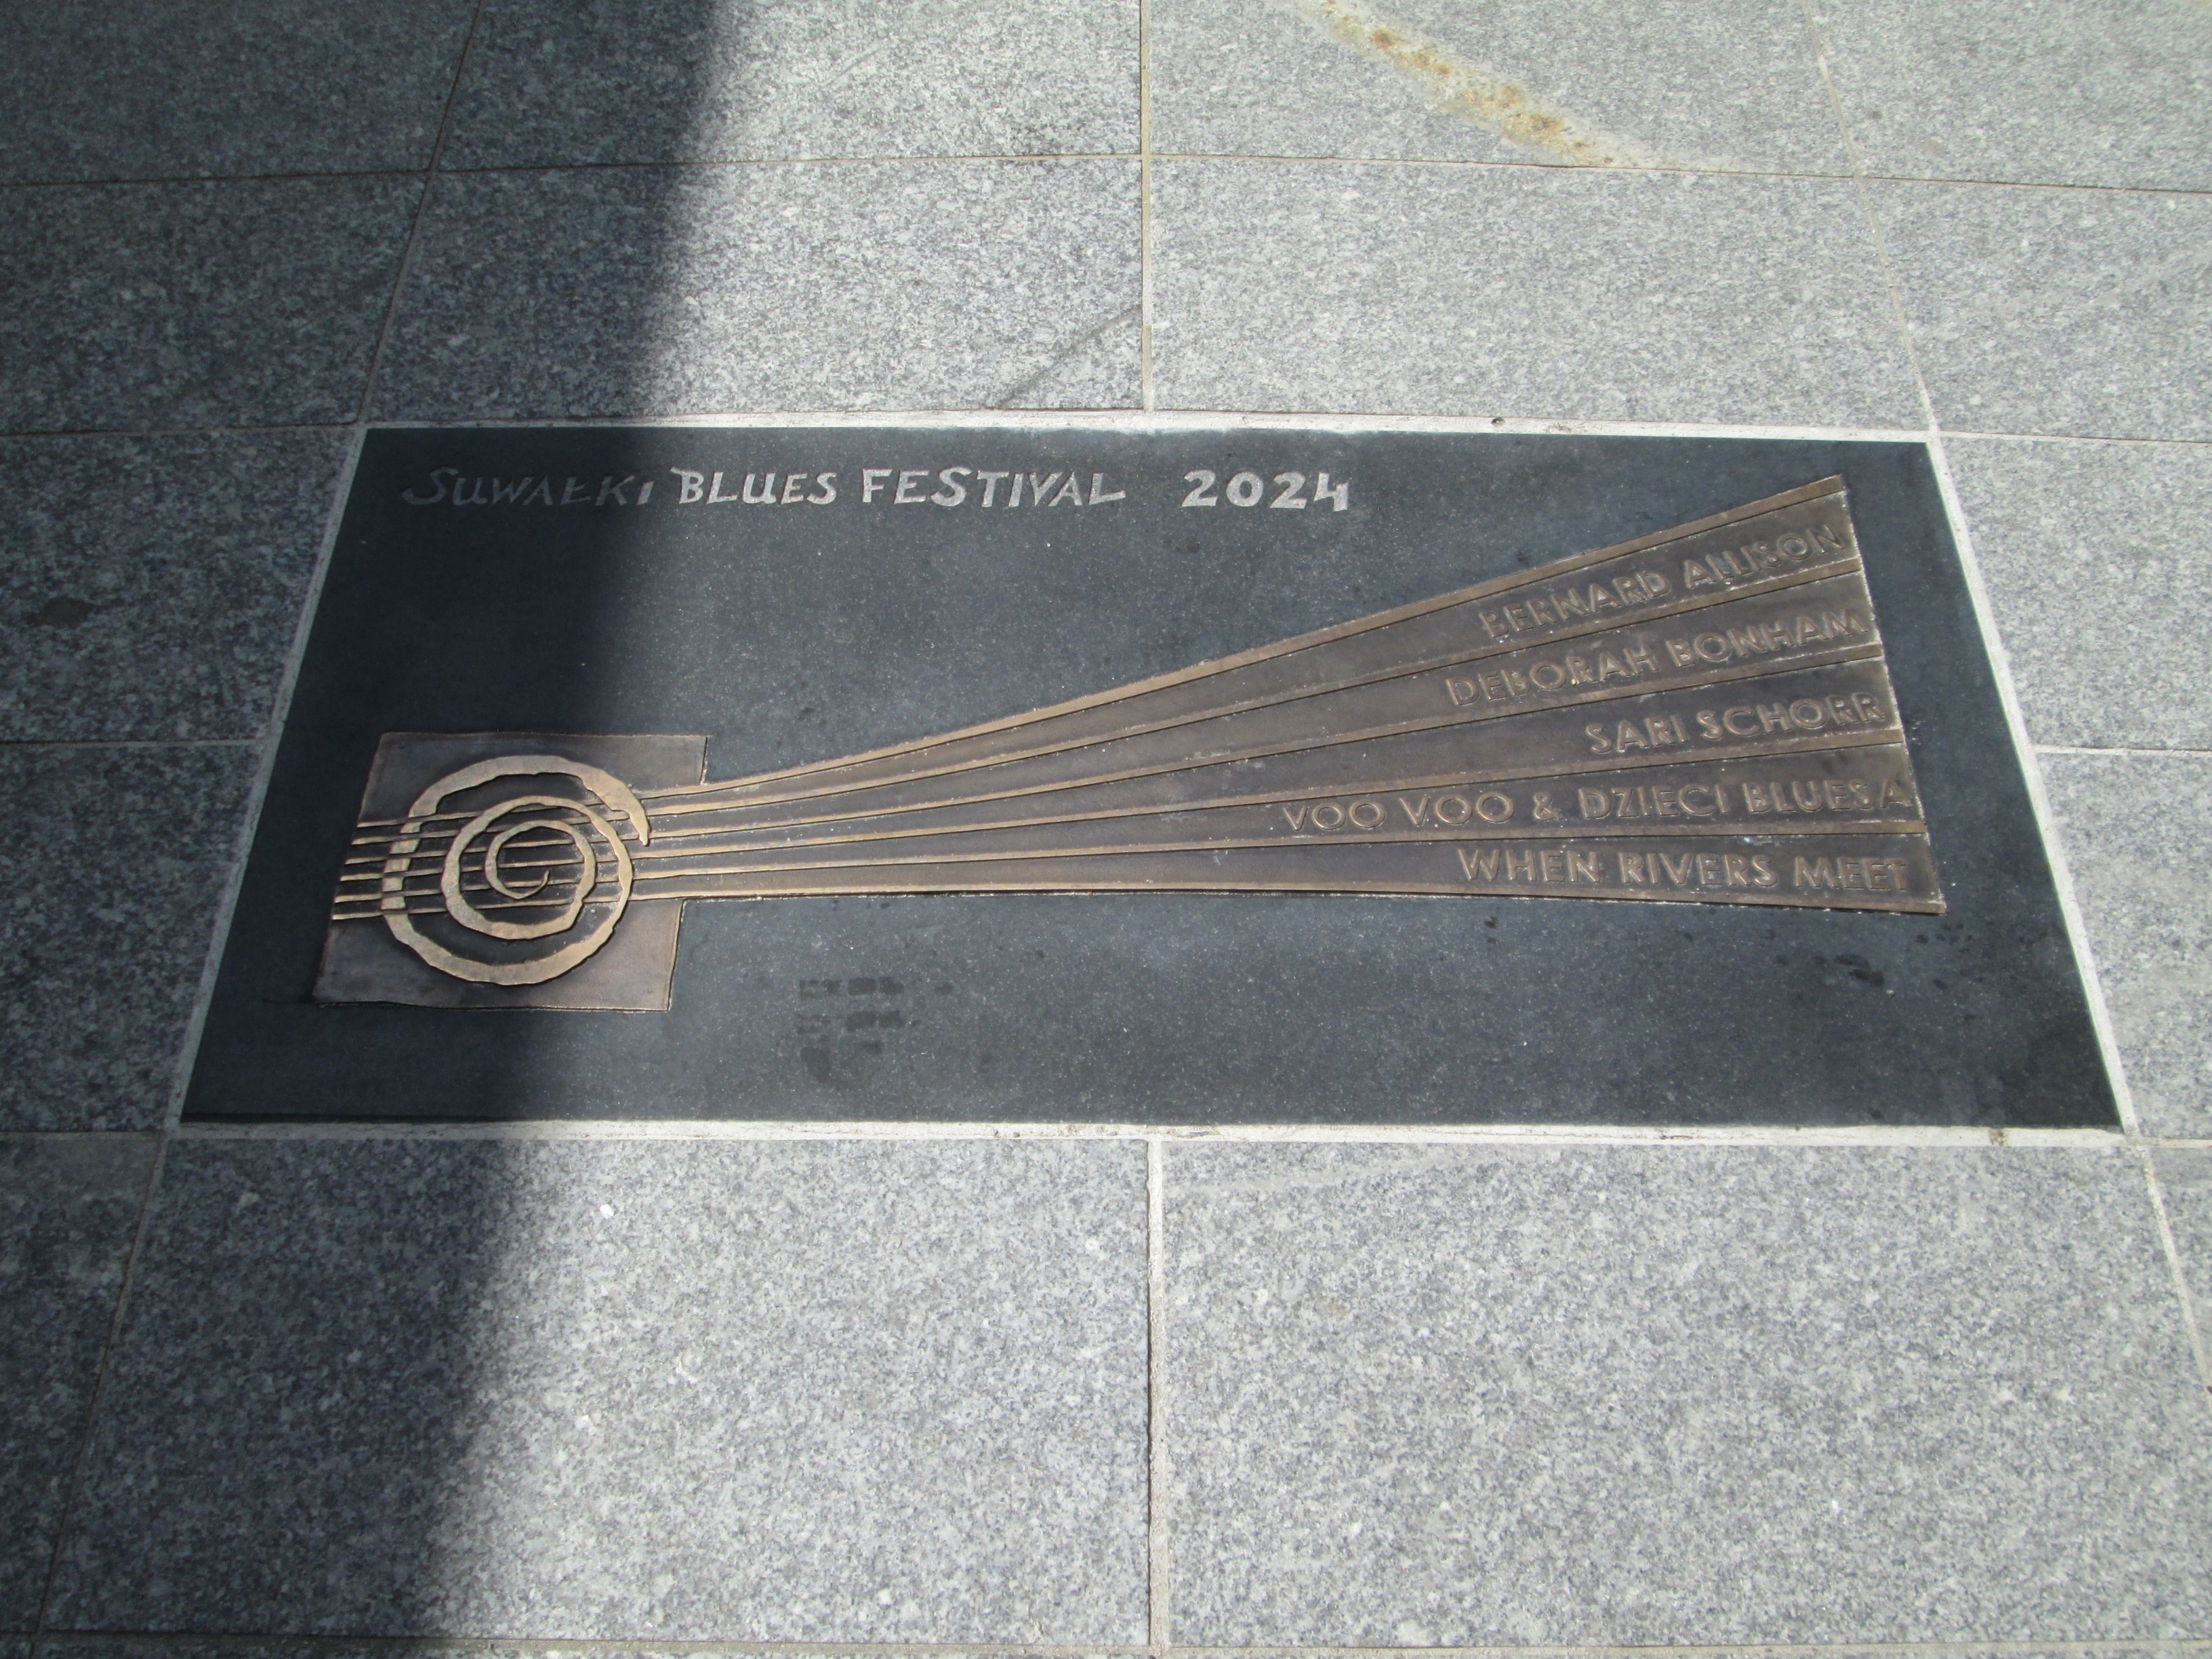 SUWAŁKI BLUES FESTIVAL 2024
BERNARD ALLISON
DEBORAH BONHAM
SARI SCHORR
VOO VOO & DZIECI BLUESA
WHEN RIVERS MEET